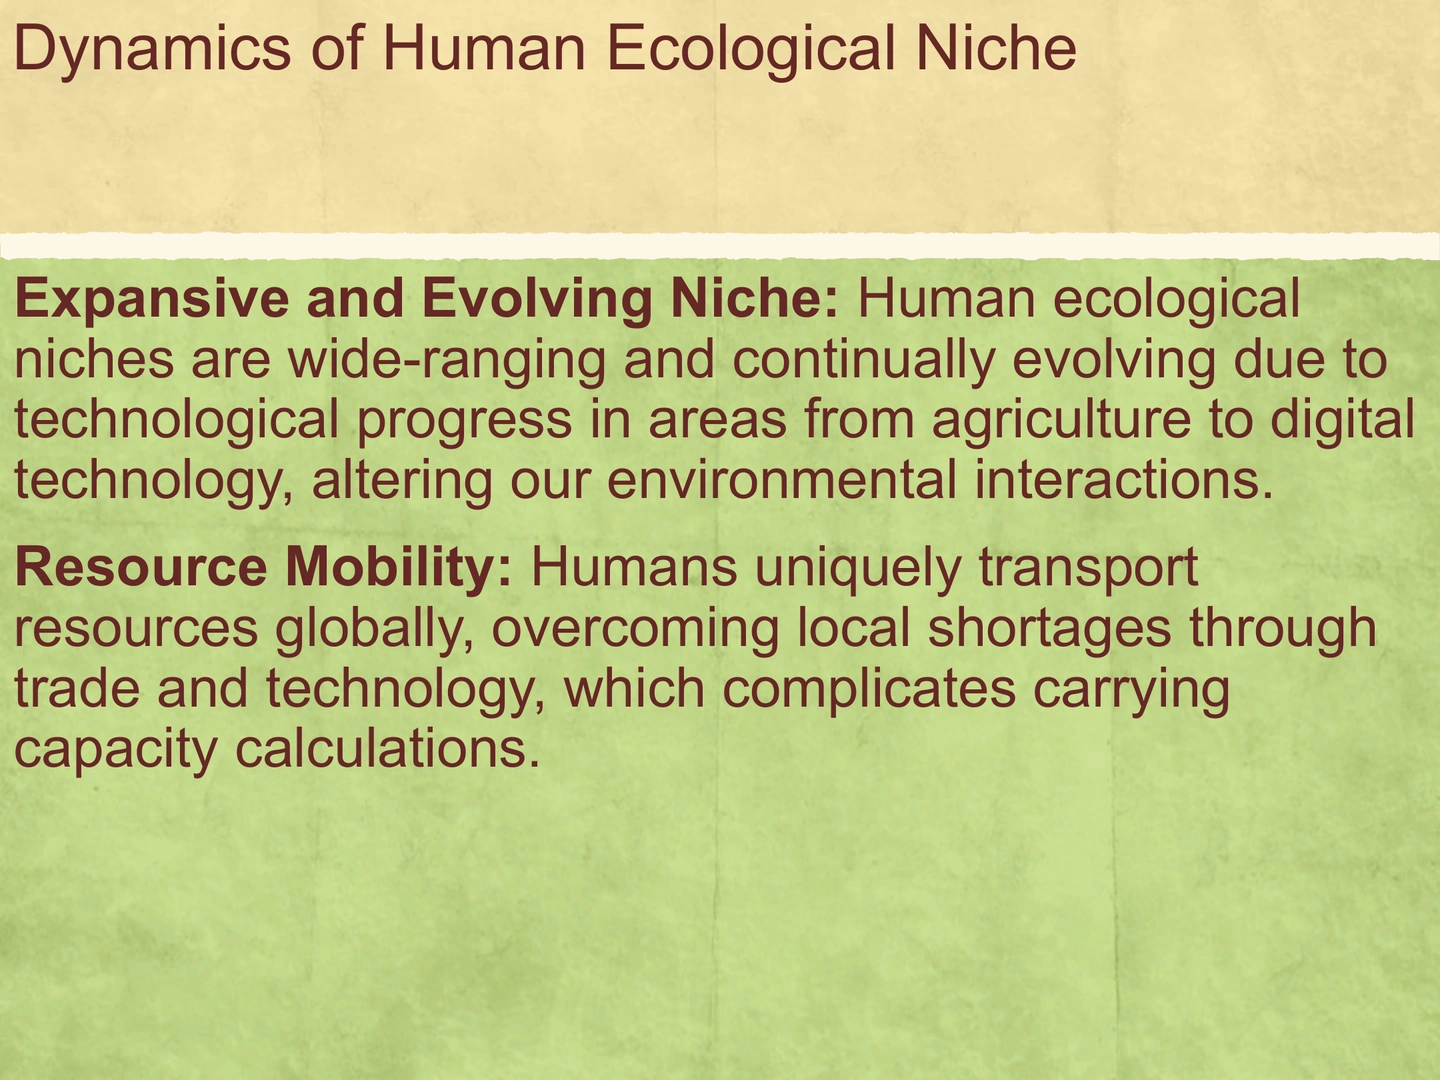 Dynamics of Human Ecological Niche
Expansive and Evolving Niche: Human ecological
niches are wide-ranging and continually evolving due to
technological progress in areas from agriculture to digital
technology, altering our environmental interactions.
Resource Mobility: Humans uniquely transport
resources globally, overcoming local shortages through
trade and technology, which complicates carrying
capacity calculations.